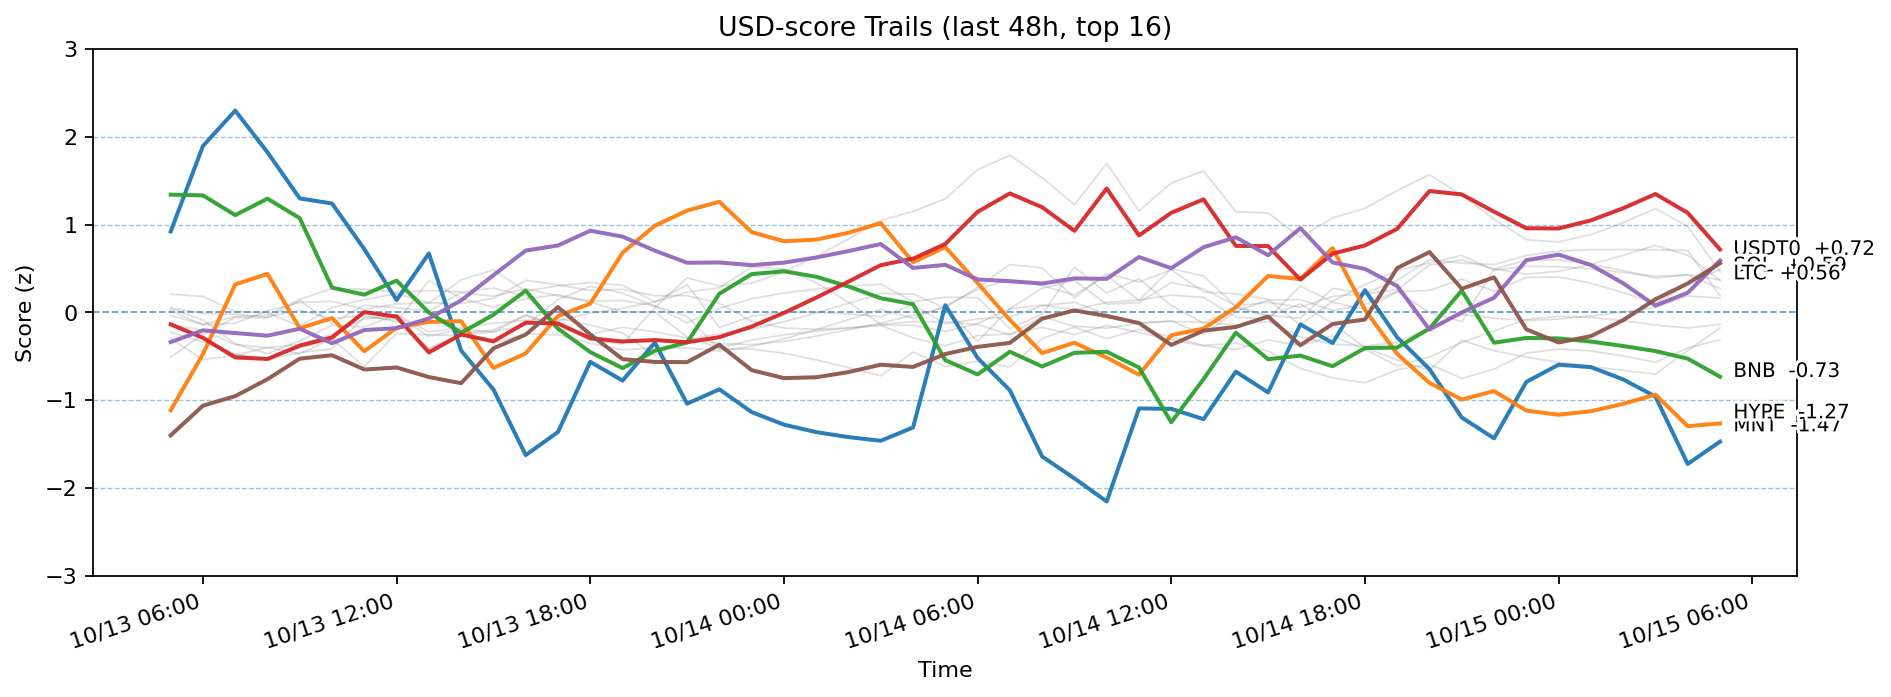 USD-score Trails (last 48h, top 16)
3
2
1
0
−1
−2
−3
Score (z)
USDT0 +0.72
LTC +0.56
BNB -0.73
HYPE -1.27
MNT -1.47
10/13 06:00
10/13 12:00
10/13 18:00
10/14 00:00
10/14 06:00
10/14 12:00
10/14 18:00
10/15 00:00
10/15 06:00
Time